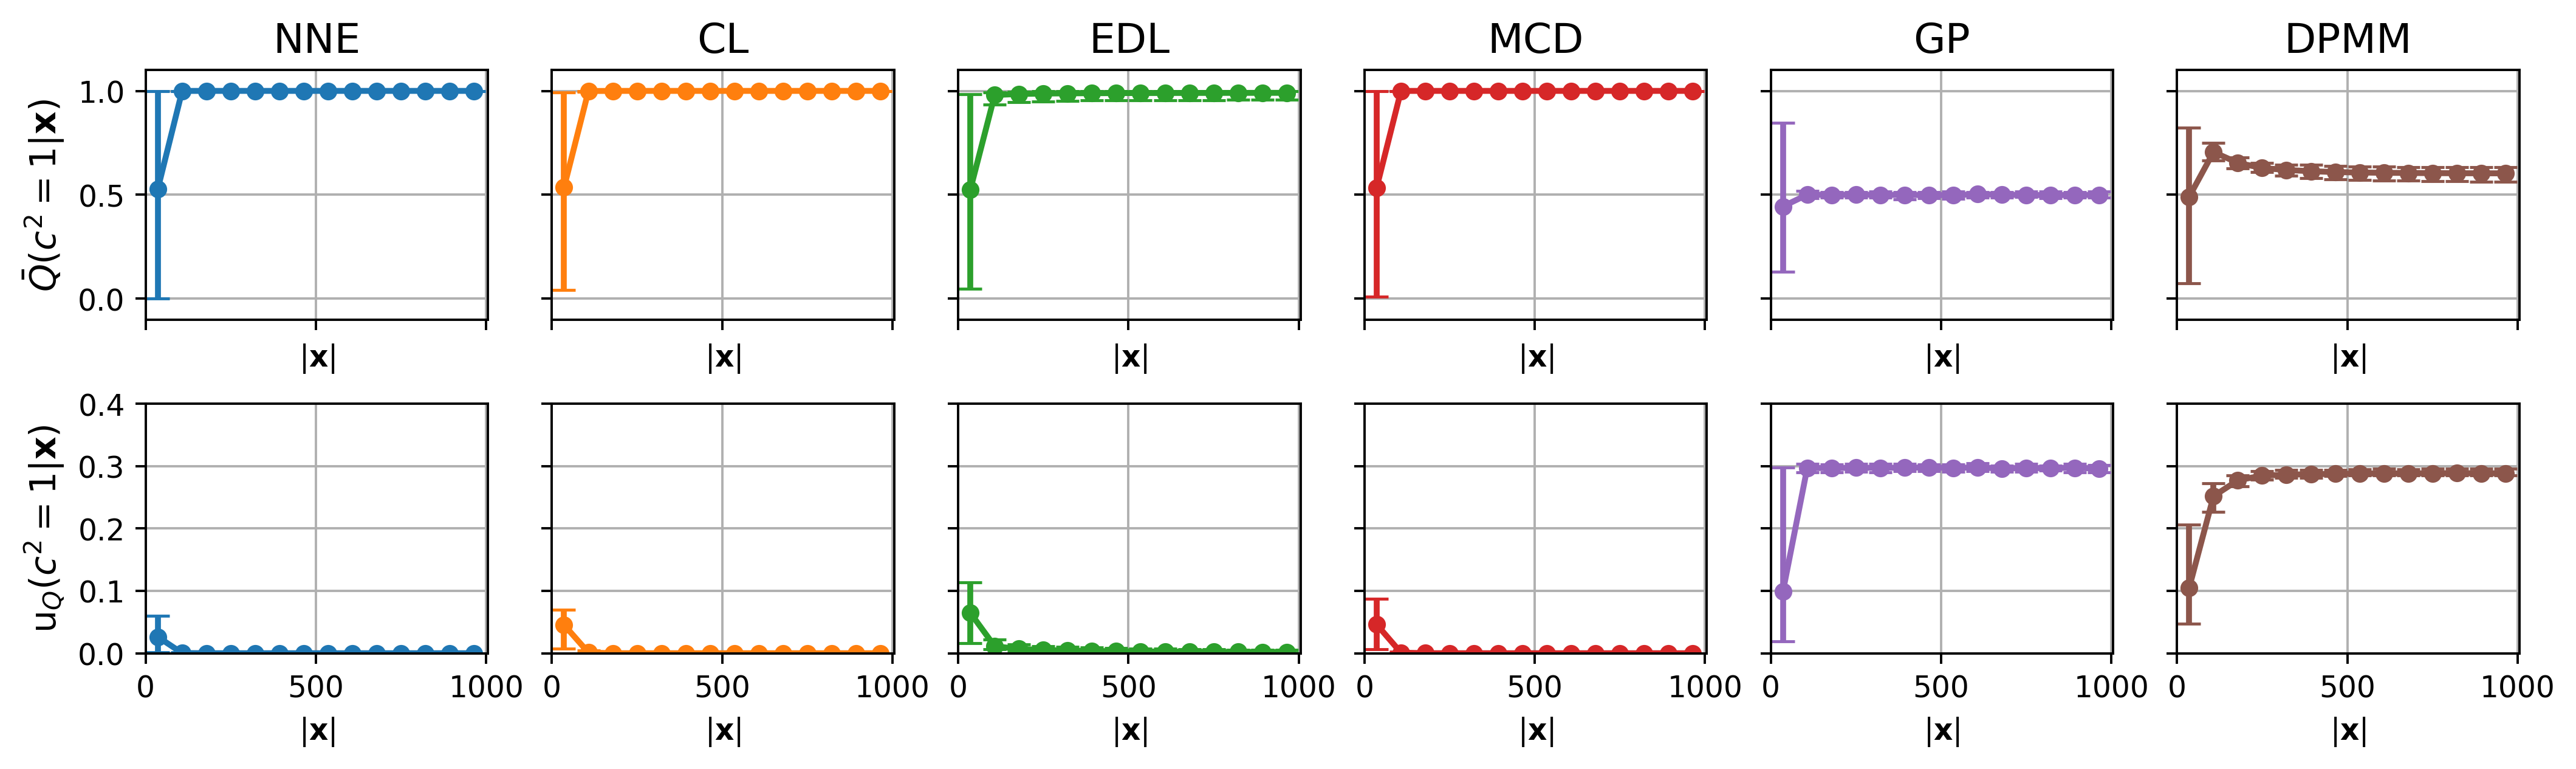 NNE CL EDL MCD GP DPMM
Q̄(c² = 1|x)
1.0
0.5
0.0
|x| |x| |x| |x| |x| |x|
u_Q(c² = 1|x)
0.4
0.3
0.2
0.1
0.0
0 500 1000 0 500 1000 0 500 1000 0 500 1000 0 500 1000 0 500 1000
|x| |x| |x| |x| |x| |x|